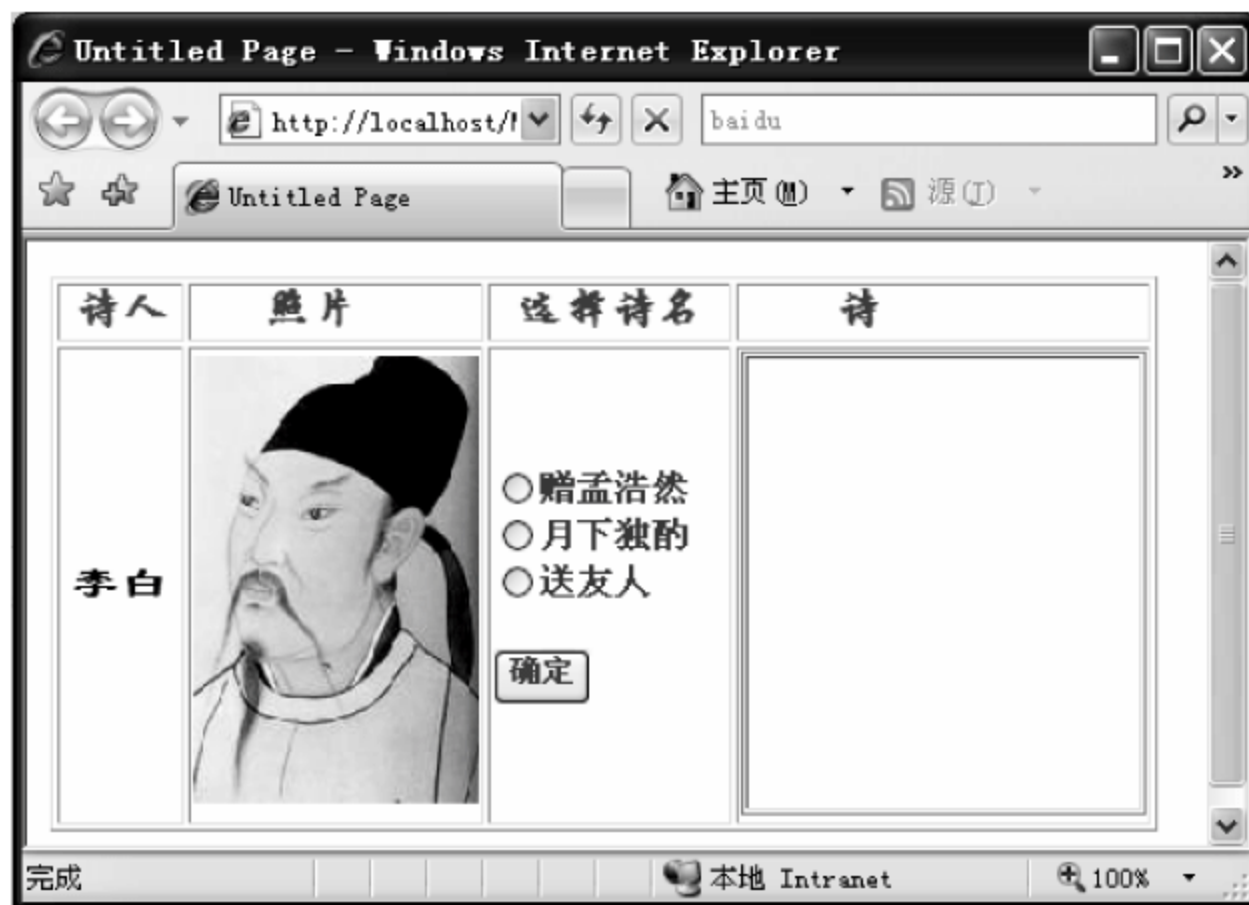 Untitled Page - Windows Internet Explorer
http://localhost/
baidu
Untitled Page
主页(M)
源(J)
»
诗人 照片 选择诗名 诗
李白
赠孟浩然
月下独酌
送友人
确定
完成
本地 Intranet
100%